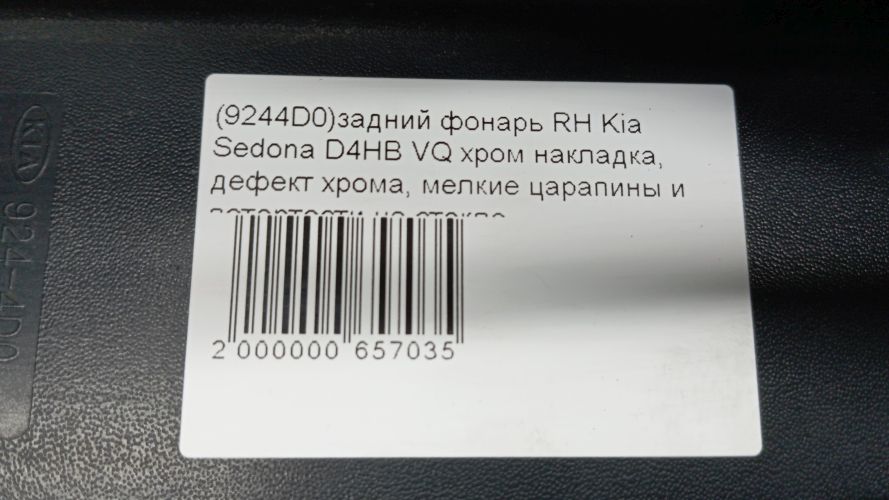 (9244D0)задний фонарь RH Kia
Sedona D4HB VQ хром накладка,
дефект хрома, мелкие царапины и
2 000000 657035
KIA 924-4D0